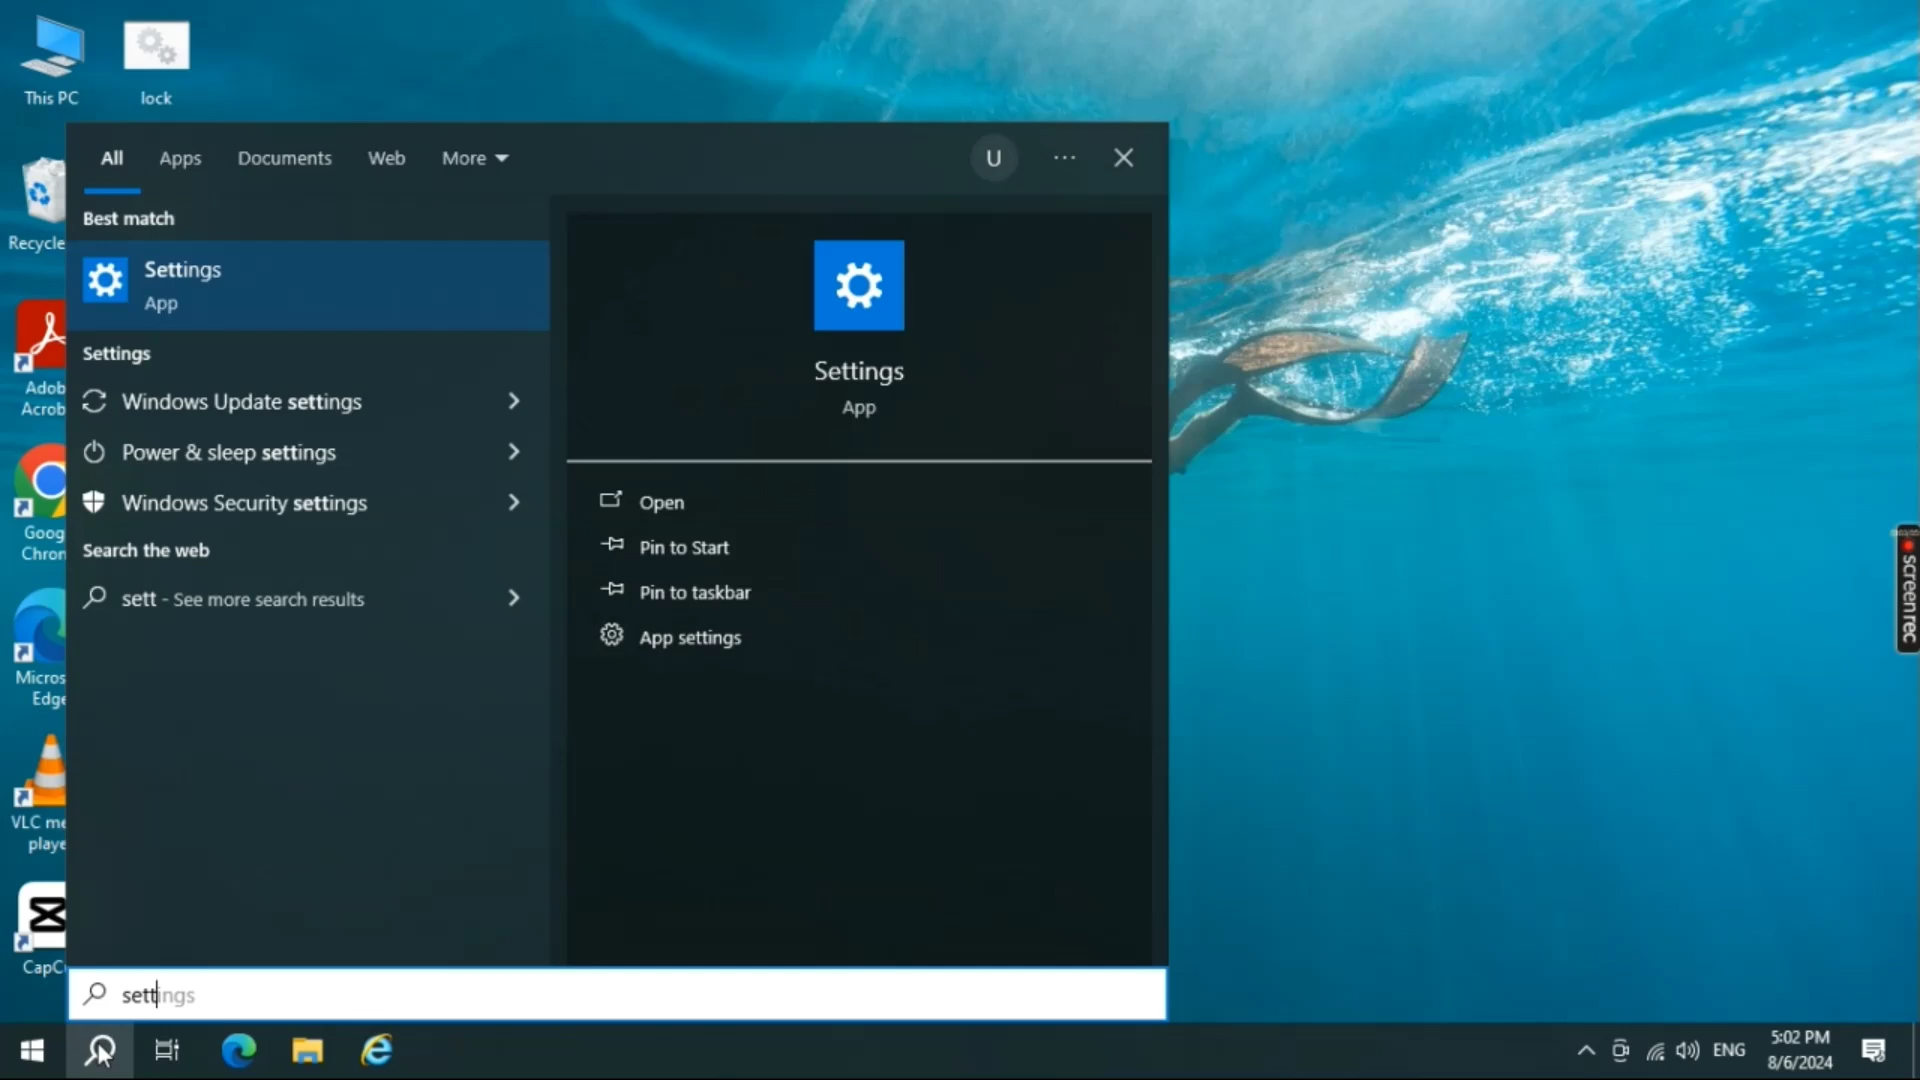 This PC
lock
All
Apps
Documents
Web
More
U
Best match
Settings
App
Settings
Windows Update settings
Power & sleep settings
Windows Security settings
Search the web
sett - See more search results
Settings
App
Open
Pin to Start
Pin to taskbar
App settings
Recycle
Adob
Acrob
Goog
Chron
Micros
Edge
VLC me
playe
CapC
settings
screenrec
ENG
5:02 PM
8/6/2024